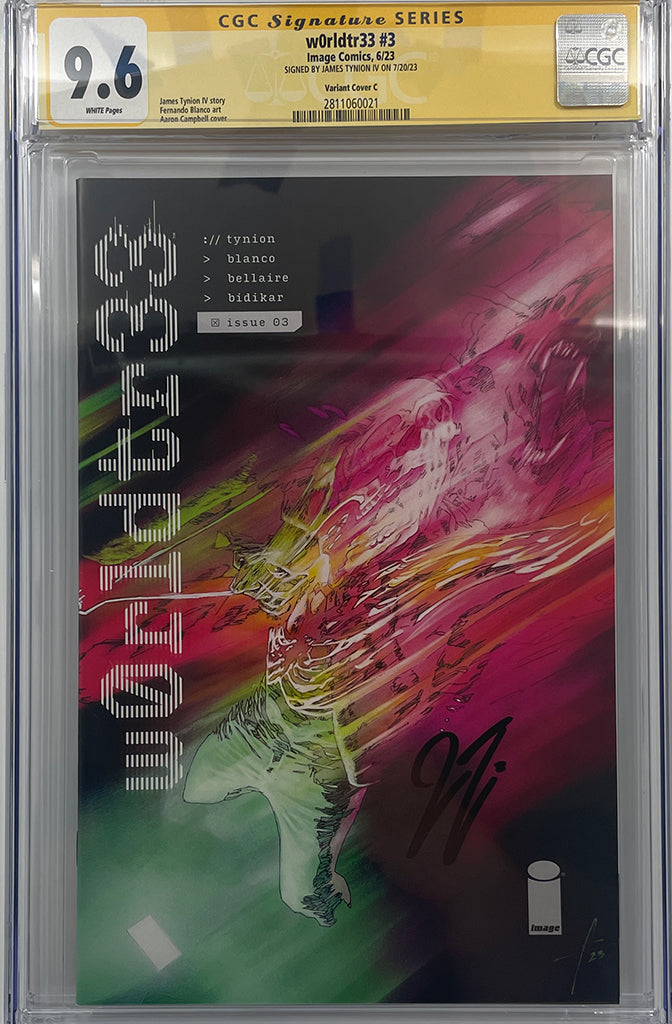 CGC Signature SERIES
w0rldtr33 #3
Image Comics, 6/23
SIGNED BY JAMES TYNION IV ON 7/20/23
Variant Cover C
2811060021
9.6
WHITE Pages
James Tynion IV story
Fernando Blanco art
Aaron Campbell cover
CGC
CGC
w0rldtr33
:// tynion
> blanco
> bellaire
> bidikar
☒ issue 03
image
23